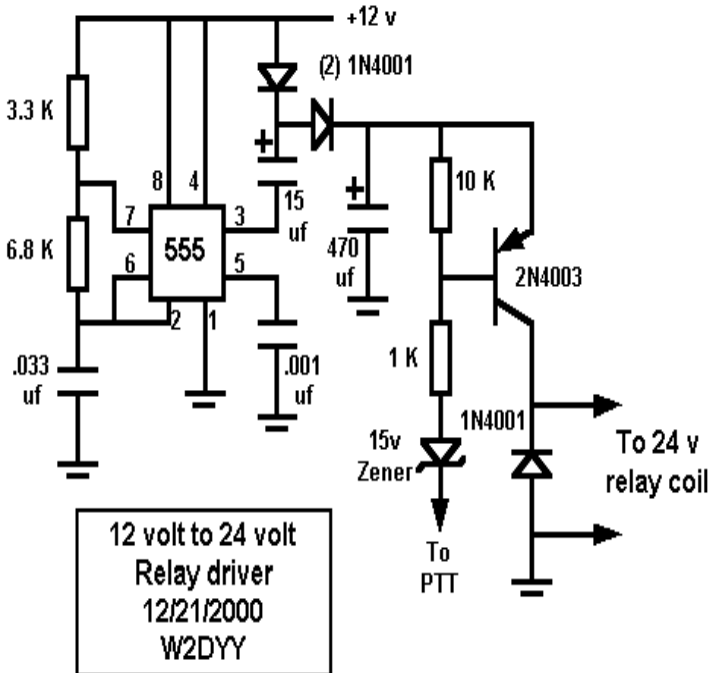 +12 v
(2) 1N4001
3.3 K
8
4
10 K
+
+
15
uf
7
3
6.8 K
555
470
uf
6
5
2N4003
2
1
.033
uf
.001
uf
1 K
1N4001
15v
Zener
To 24 v
relay coil
To
PTT
12 volt to 24 volt
Relay driver
12/21/2000
W2DYY